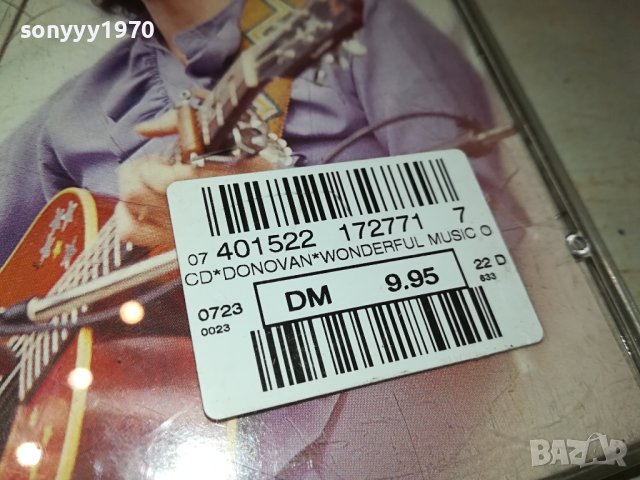 sonyyy1970
07 401522 172771 7
CD*DONOVAN*WONDERFUL MUSIC O
0723 DM 9.95 22 D
0023 633
BAZAR